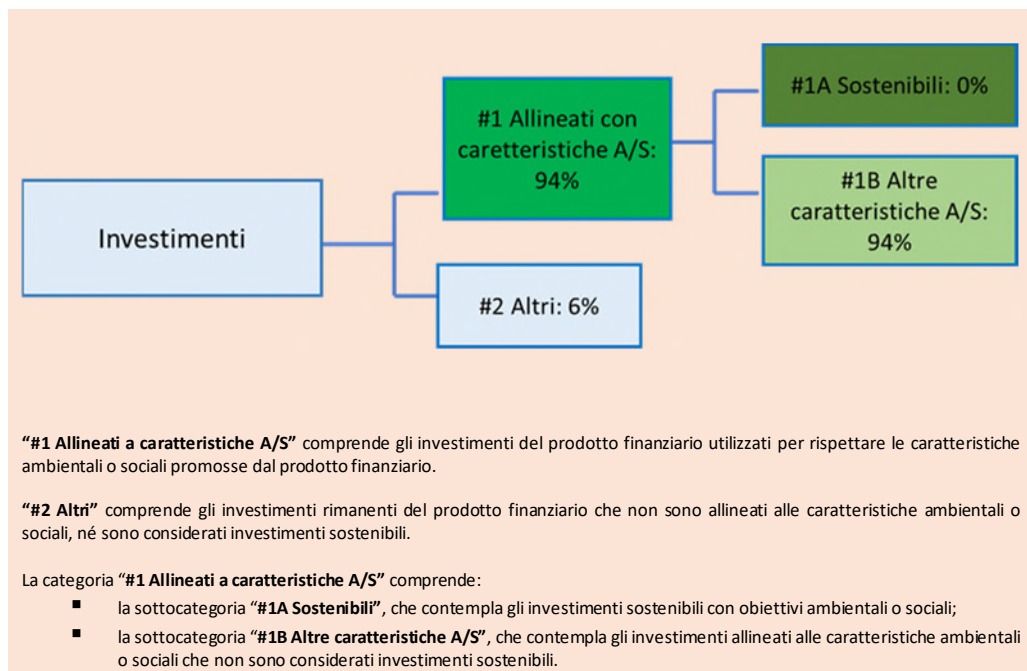 #1A Sostenibili: 0%
#1 Allineati con
caretteristiche A/S:
94%
#1B Altre
caratteristiche A/S:
94%
Investimenti
#2 Altri: 6%
“#1 Allineati a caratteristiche A/S” comprende gli investimenti del prodotto finanziario utilizzati per rispettare le caratteristiche
ambientali o sociali promosse dal prodotto finanziario.
“#2 Altri” comprende gli investimenti rimanenti del prodotto finanziario che non sono allineati alle caratteristiche ambientali o
sociali, né sono considerati investimenti sostenibili.
La categoria “#1 Allineati a caratteristiche A/S” comprende:
▪ la sottocategoria “#1A Sostenibili”, che contempla gli investimenti sostenibili con obiettivi ambientali o sociali;
▪ la sottocategoria “#1B Altre caratteristiche A/S”, che contempla gli investimenti allineati alle caratteristiche ambientali
o sociali che non sono considerati investimenti sostenibili.